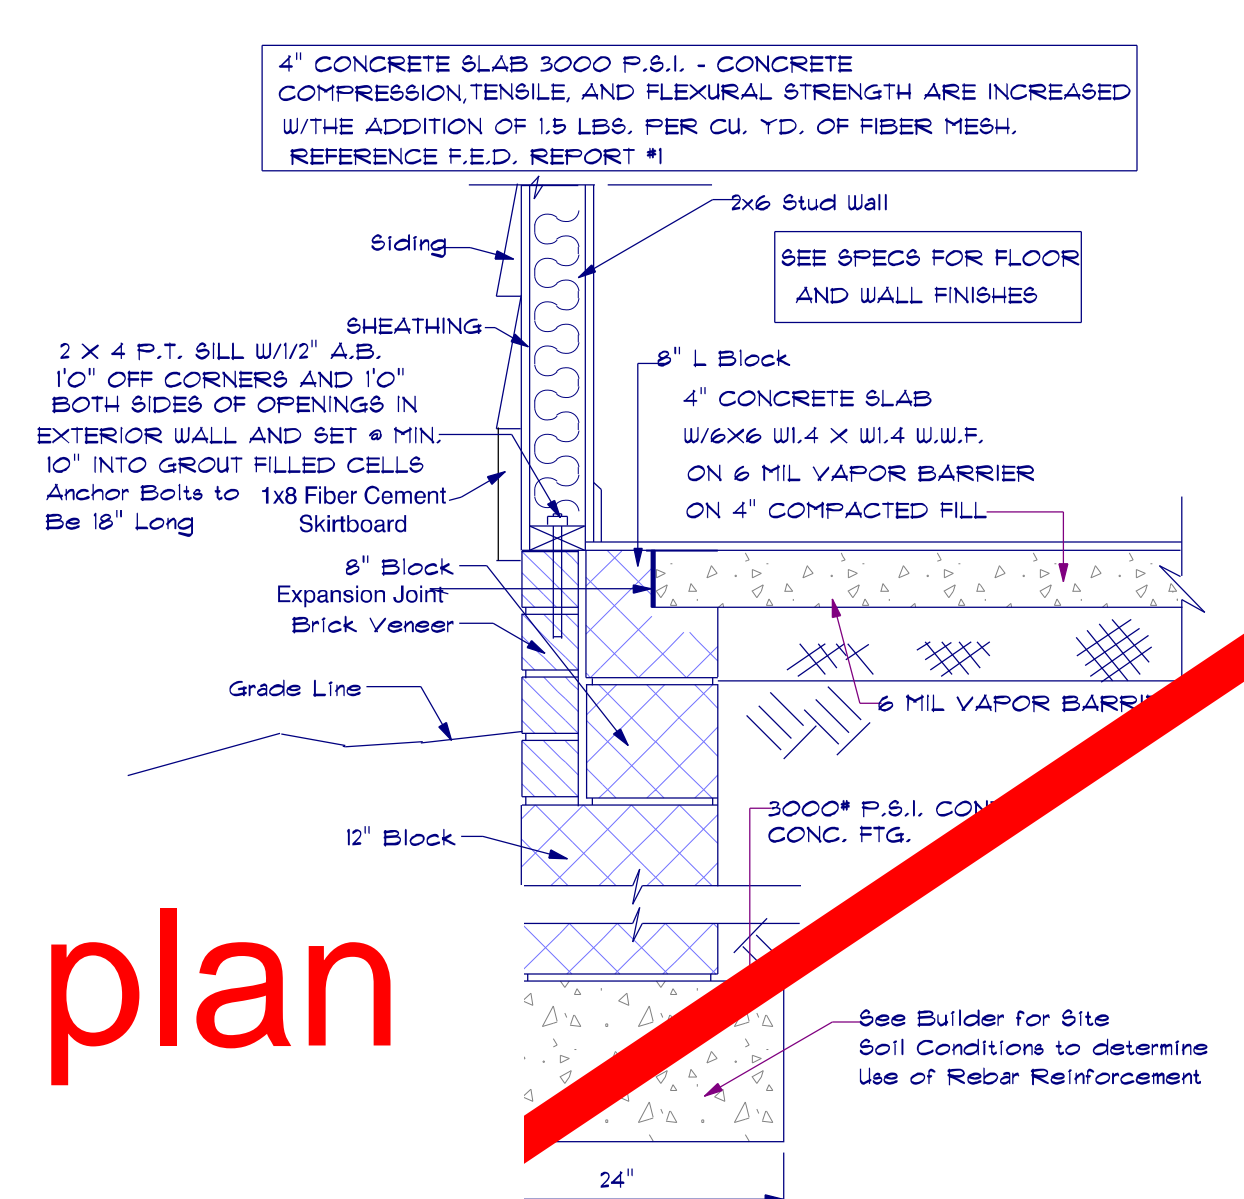 4" CONCRETE SLAB 3000 P.S.I. - CONCRETE
COMPRESSION, TENSILE, AND FLEXURAL STRENGTH ARE INCREASED
W/THE ADDITION OF 1.5 LBS. PER CU. YD. OF FIBER MESH.
REFERENCE F.E.D. REPORT #1
2x6 Stud Wall
Siding
SEE SPECS FOR FLOOR
AND WALL FINISHES
SHEATHING
2 X 4 P.T. SILL W/1/2" A.B.
1'0" OFF CORNERS AND 1'0"
BOTH SIDES OF OPENINGS IN
EXTERIOR WALL AND SET @ MIN.
10" INTO GROUT FILLED CELLS
Anchor Bolts to
Be 18" Long
1x8 Fiber Cement
Skirtboard
8" L Block
4" CONCRETE SLAB
W/6X6 W1.4 X W1.4 W.W.F.
ON 6 MIL VAPOR BARRIER
ON 4" COMPACTED FILL
8" Block
Expansion Joint
Brick Veneer
Grade Line
6 MIL VAPOR
3000# P.S.I.
CONC. FTG.
12" Block
plan
See Builder for Site
Soil Conditions to determine
Use of Rebar Reinforcement
24"